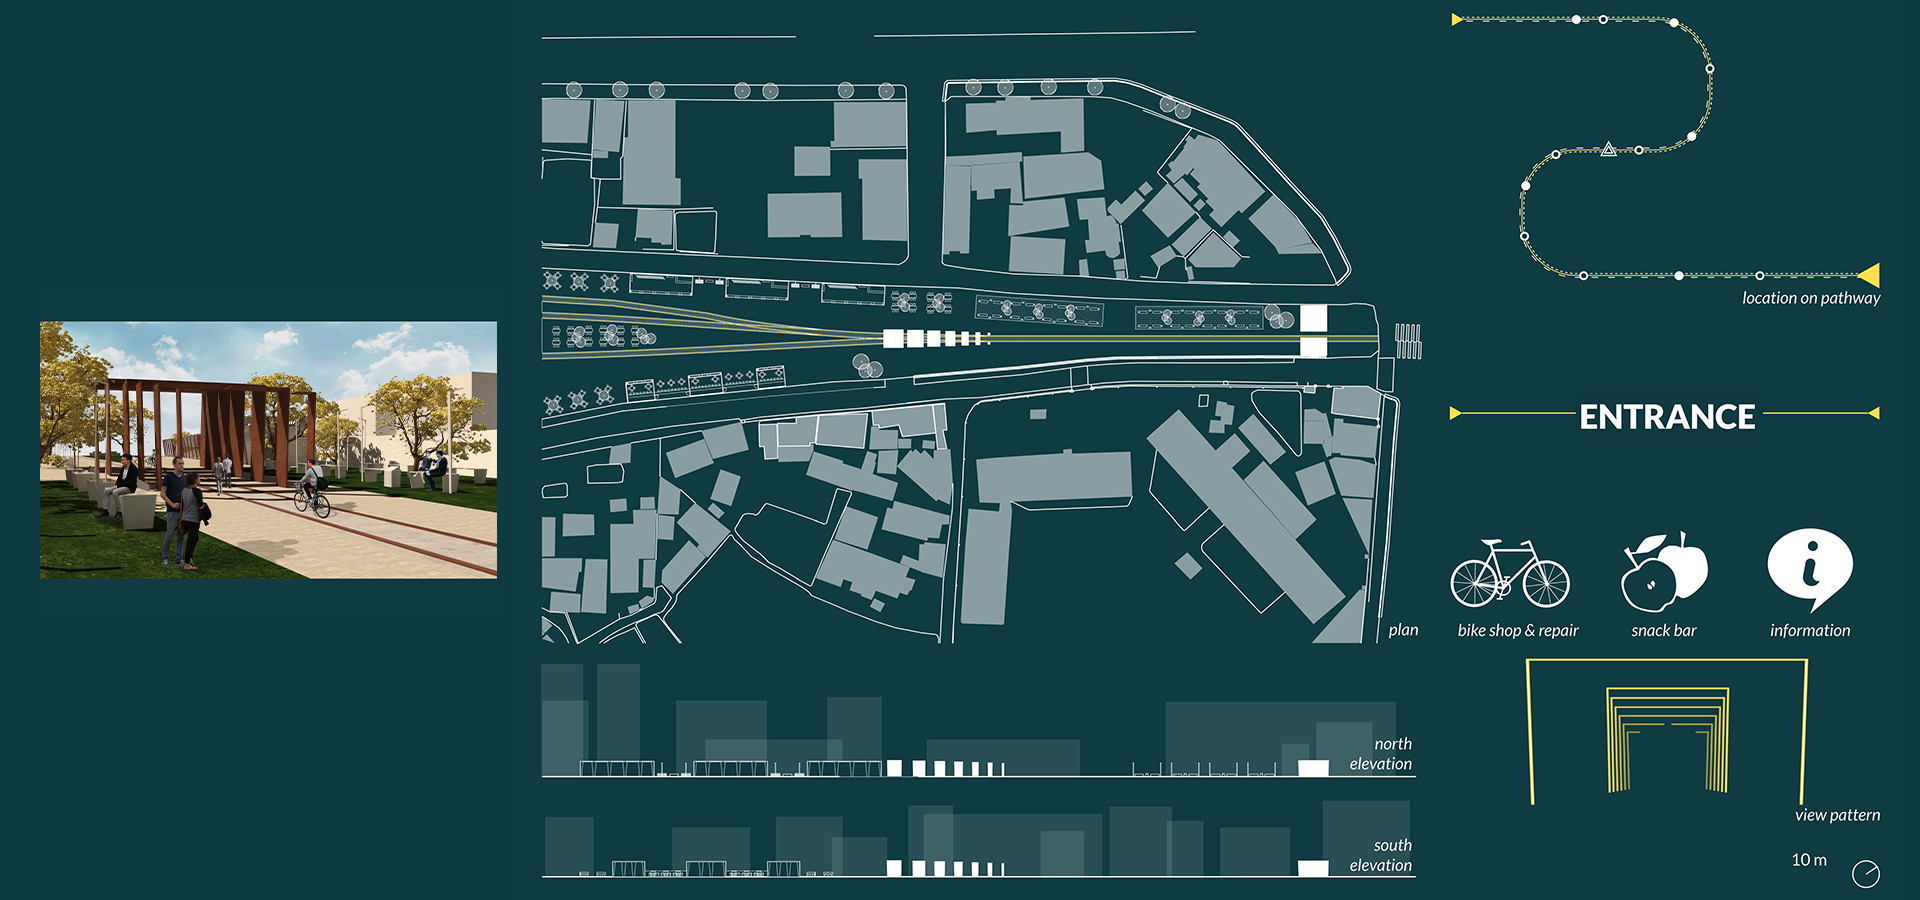 location on pathway
ENTRANCE
bike shop & repair
snack bar
information
plan
north
elevation
view pattern
south
elevation
10 m